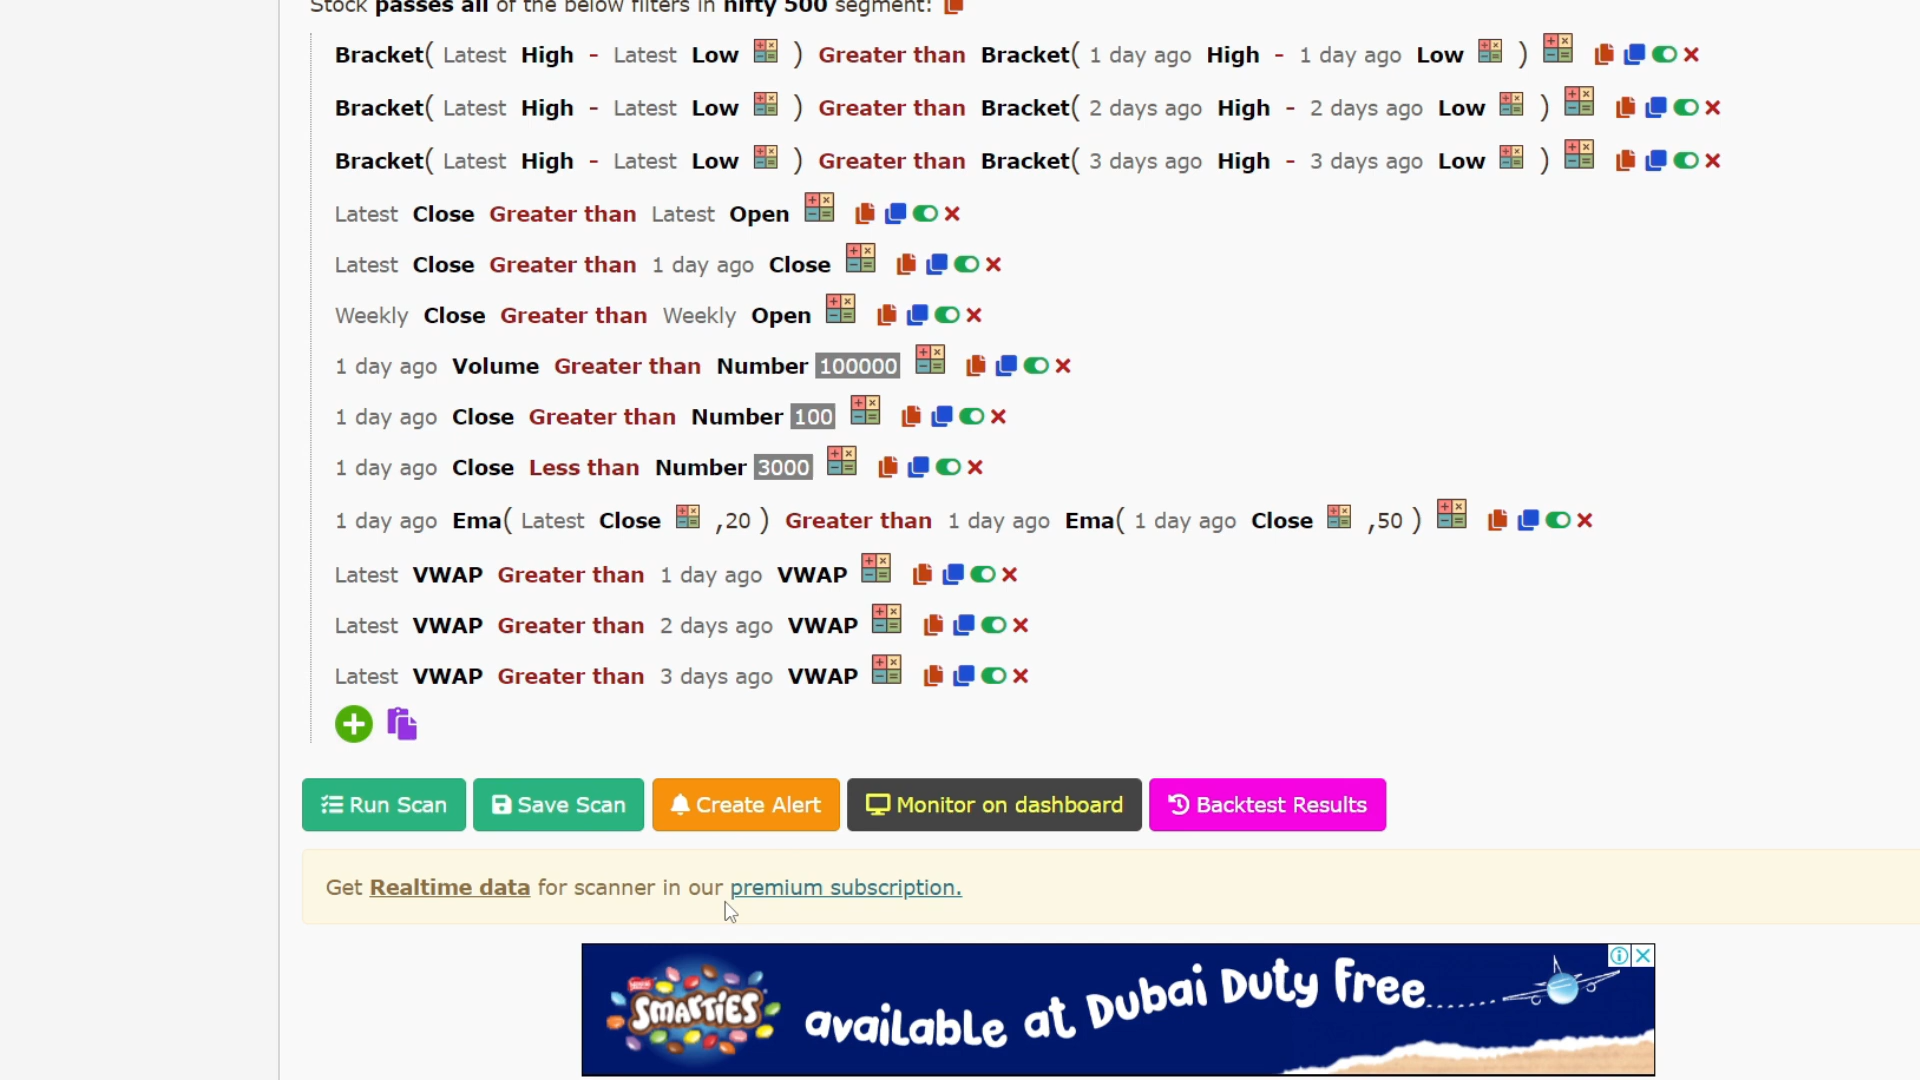 Stock passes all of the below filters in nifty 500 segment:
Bracket( Latest High - Latest Low ) Greater than Bracket( 1 day ago High - 1 day ago Low )
Bracket( Latest High - Latest Low ) Greater than Bracket( 2 days ago High - 2 days ago Low )
Bracket( Latest High - Latest Low ) Greater than Bracket( 3 days ago High - 3 days ago Low )
Latest Close Greater than Latest Open
Latest Close Greater than 1 day ago Close
Weekly Close Greater than Weekly Open
1 day ago Volume Greater than Number 100000
1 day ago Close Greater than Number 100
1 day ago Close Less than Number 3000
1 day ago Ema( Latest Close ,20 ) Greater than 1 day ago Ema( 1 day ago Close ,50 )
Latest VWAP Greater than 1 day ago VWAP
Latest VWAP Greater than 2 days ago VWAP
Latest VWAP Greater than 3 days ago VWAP
Run Scan Save Scan Create Alert Monitor on dashboard Backtest Results
Get Realtime data for scanner in our premium subscription.
Nestlé
SMARTIES available at Dubai Duty Free